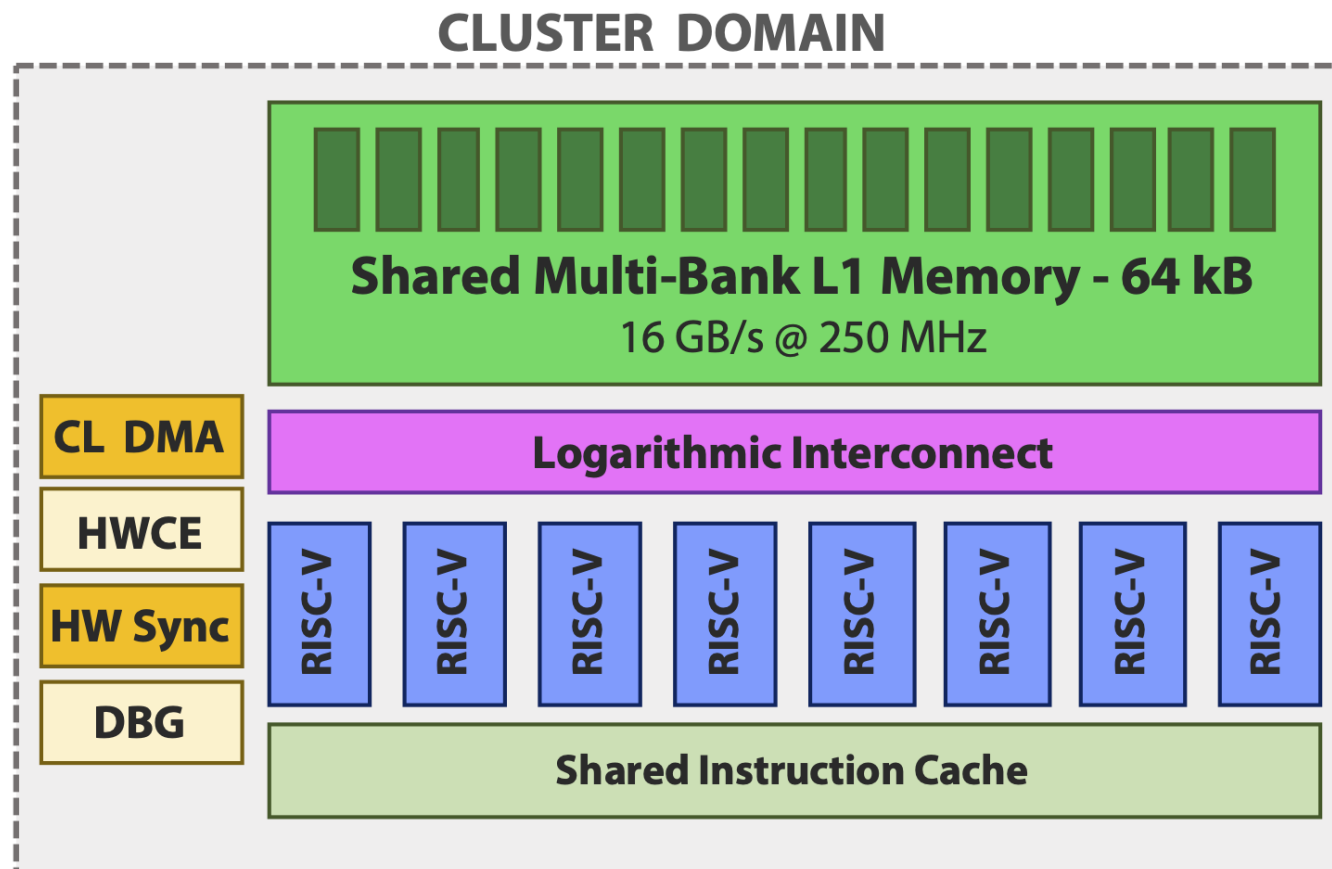 CLUSTER DOMAIN
Shared Multi-Bank L1 Memory - 64 kB
16 GB/s @ 250 MHz
CL DMA
HWCE
HW Sync
DBG
Logarithmic Interconnect
RISC-V
RISC-V
RISC-V
RISC-V
RISC-V
RISC-V
RISC-V
RISC-V
Shared Instruction Cache